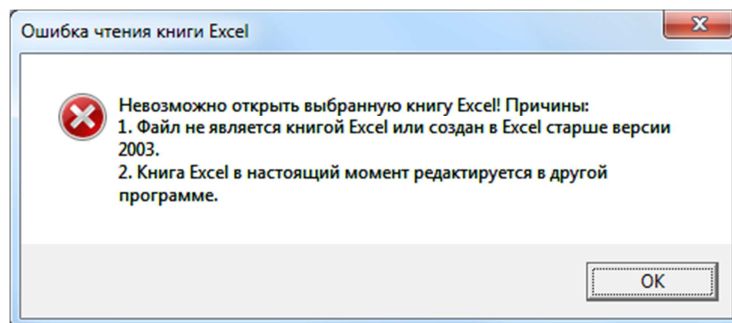 Ошибка чтения книги Excel
Невозможно открыть выбранную книгу Excel! Причины:
1. Файл не является книгой Excel или создан в Excel старше версии
2003.
2. Книга Excel в настоящий момент редактируется в другой
программе.
OK